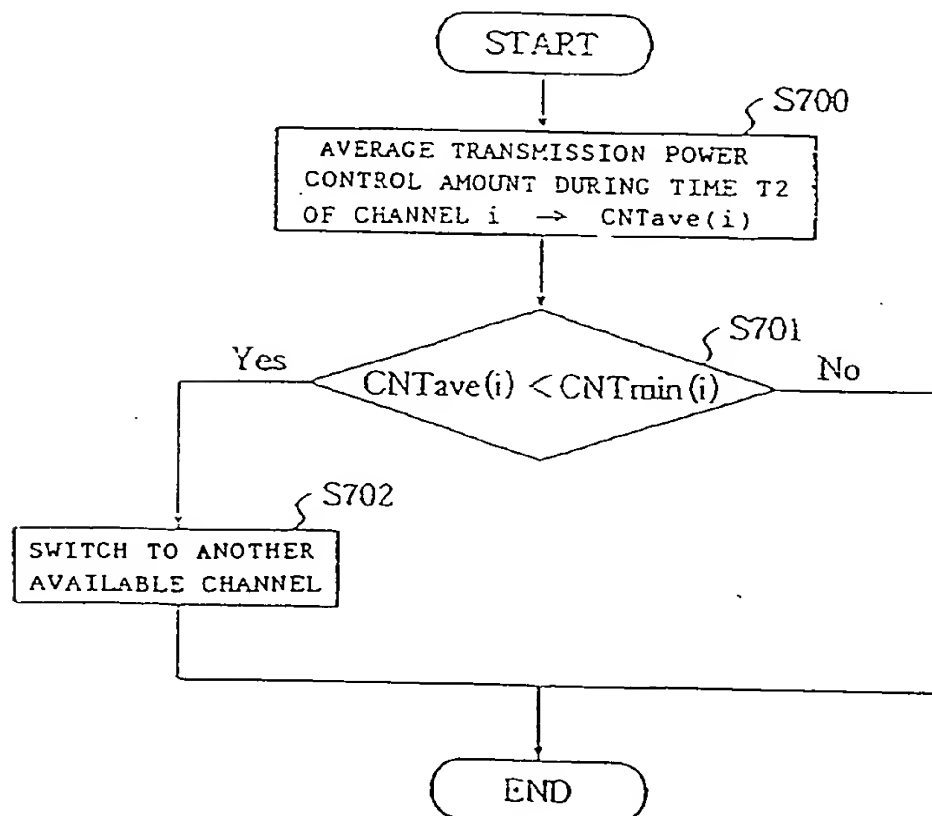 START
S700
AVERAGE TRANSMISSION POWER
CONTROL AMOUNT DURING TIME T2
OF CHANNEL i → CNTave(i)
S701
Yes
CNTave(i) < CNTmin(i)
No
S702
SWITCH TO ANOTHER
AVAILABLE CHANNEL
END